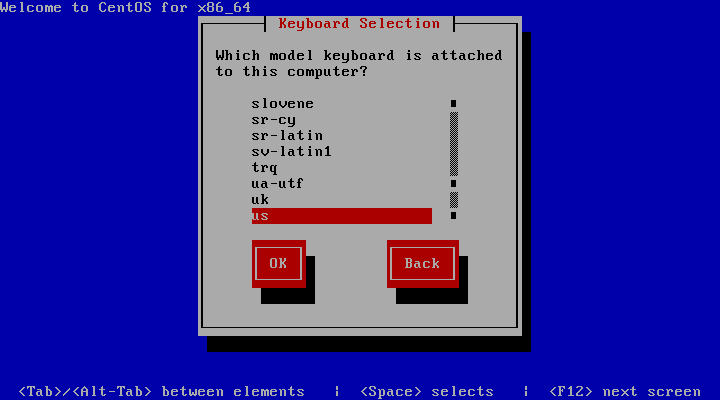 Welcome to CentOS for x86_64
Keyboard Selection
Which model keyboard is attached
to this computer?
slovene
sr-cy
sr-latin
sv-latin1
trq
ua-utf
uk
us
OK Back
<Tab>/<Alt-Tab> between elements | <Space> selects | <F12> next screen